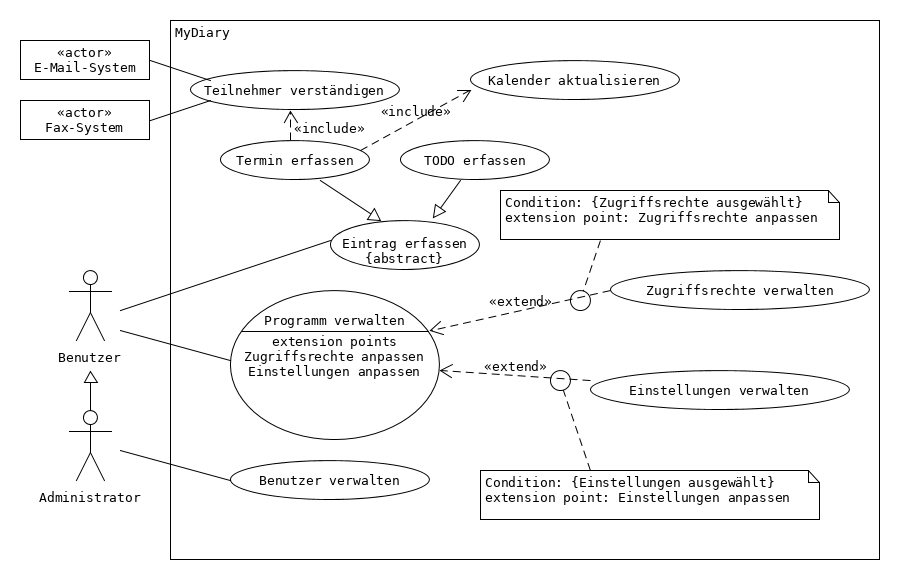 MyDiary
«actor»
E-Mail-System
«actor»
Fax-System
Teilnehmer verständigen
Kalender aktualisieren
«include»
«include»
Termin erfassen
TODO erfassen
Condition: {Zugriffsrechte ausgewählt}
extension point: Zugriffsrechte anpassen
Eintrag erfassen
{abstract}
Zugriffsrechte verwalten
«extend»
Programm verwalten
extension points
Zugriffsrechte anpassen
Einstellungen anpassen
Benutzer
«extend»
Einstellungen verwalten
Benutzer verwalten
Condition: {Einstellungen ausgewählt}
extension point: Einstellungen anpassen
Administrator